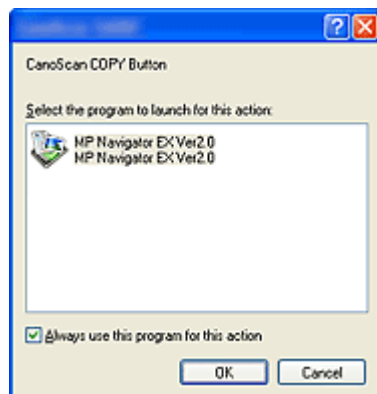 CanoScan COPY Button
Select the program to launch for this action:
MP Navigator EX Ver2.0
MP Navigator EX Ver2.0
Always use this program for this action
OK Cancel